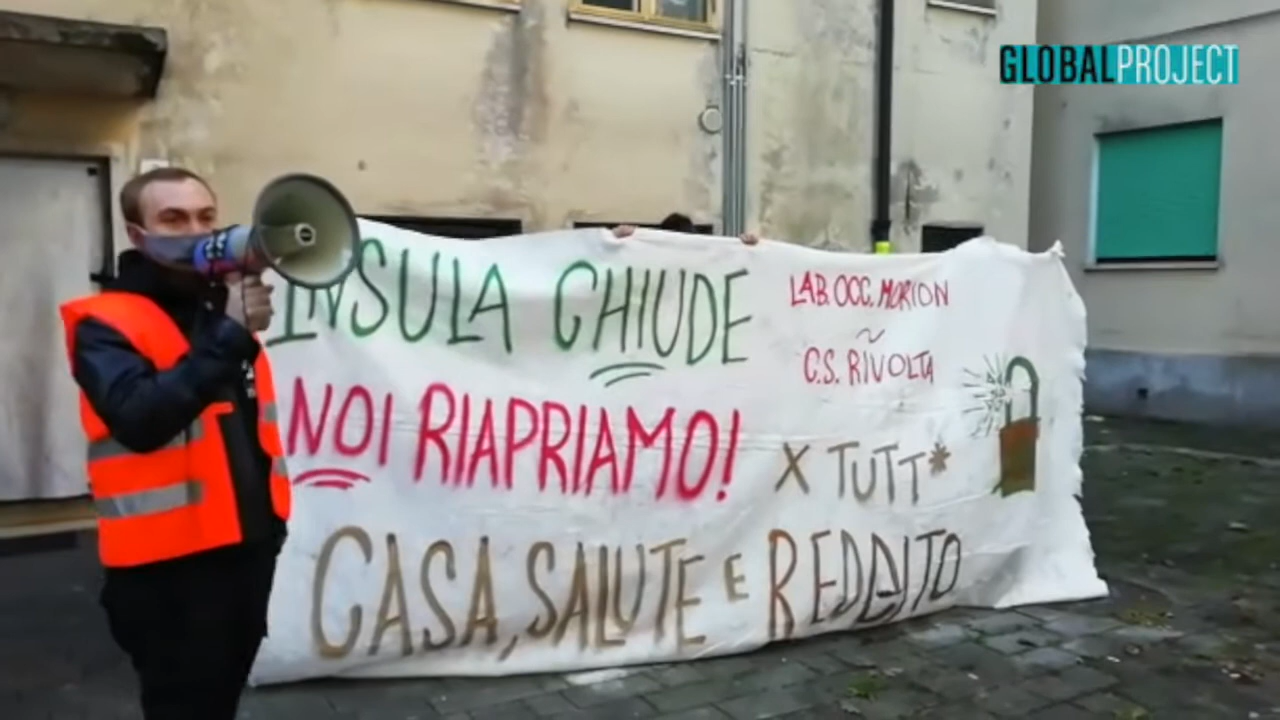 GLOBALPROJECT
INSULA CHIUDE
NOI RIAPRIAMO!
LAB. OCC. MORION
~
C.S. RIVOLTA
X TUTT*
CASA, SALUTE E REDDITO